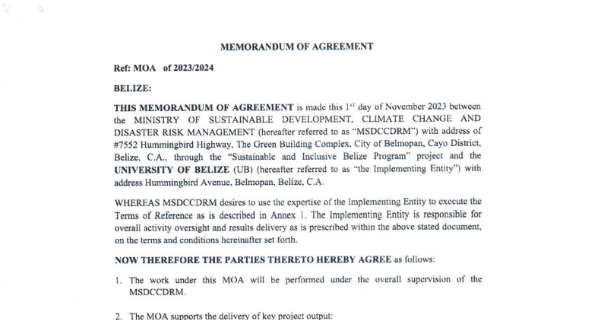 MEMORANDUM OF AGREEMENT
Ref: MOA of 2023/2024
BELIZE:
THIS MEMORANDUM OF AGREEMENT is made this 1st day of November 2023 between
the MINISTRY OF SUSTAINABLE DEVELOPMENT, CLIMATE CHANGE AND
DISASTER RISK MANAGEMENT (hereafter referred to as “MSDCCDRM”) with address of
#7552 Hummingbird Highway, The Green Building Complex, City of Belmopan, Cayo District,
Belize, C.A., through the “Sustainable and Inclusive Belize Program” project and the
UNIVERSITY OF BELIZE (UB) (hereafter referred to as “the Implementing Entity”) with
address Hummingbird Avenue, Belmopan, Belize, C.A.
WHEREAS MSDCCDRM desires to use the expertise of the Implementing Entity to execute the
Terms of Reference as is described in Annex 1. The Implementing Entity is responsible for
overall activity oversight and results delivery as is prescribed within the above stated document,
on the terms and conditions hereinafter set forth.
NOW THEREFORE THE PARTIES THERETO HEREBY AGREE as follows:
1. The work under this MOA will be performed under the overall supervision of the
MSDCCDRM.
2. The MOA supports the delivery of key project output: